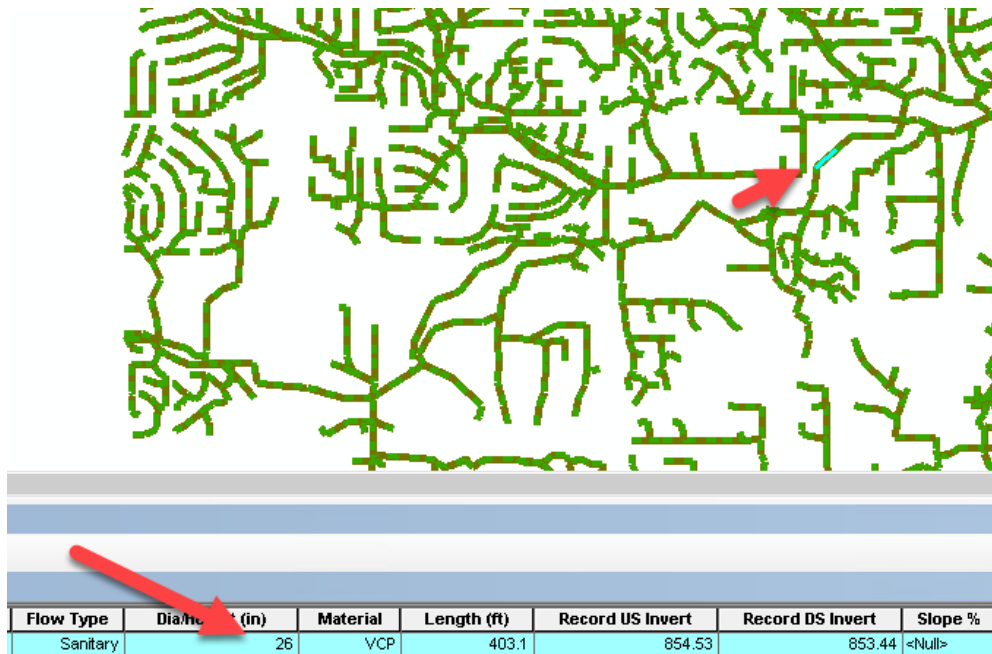 Flow Type Dia/He (in) Material Length (ft) Record US Invert Record DS Invert Slope %
Sanitary 26 VCP 403.1 854.53 853.44 <Null>